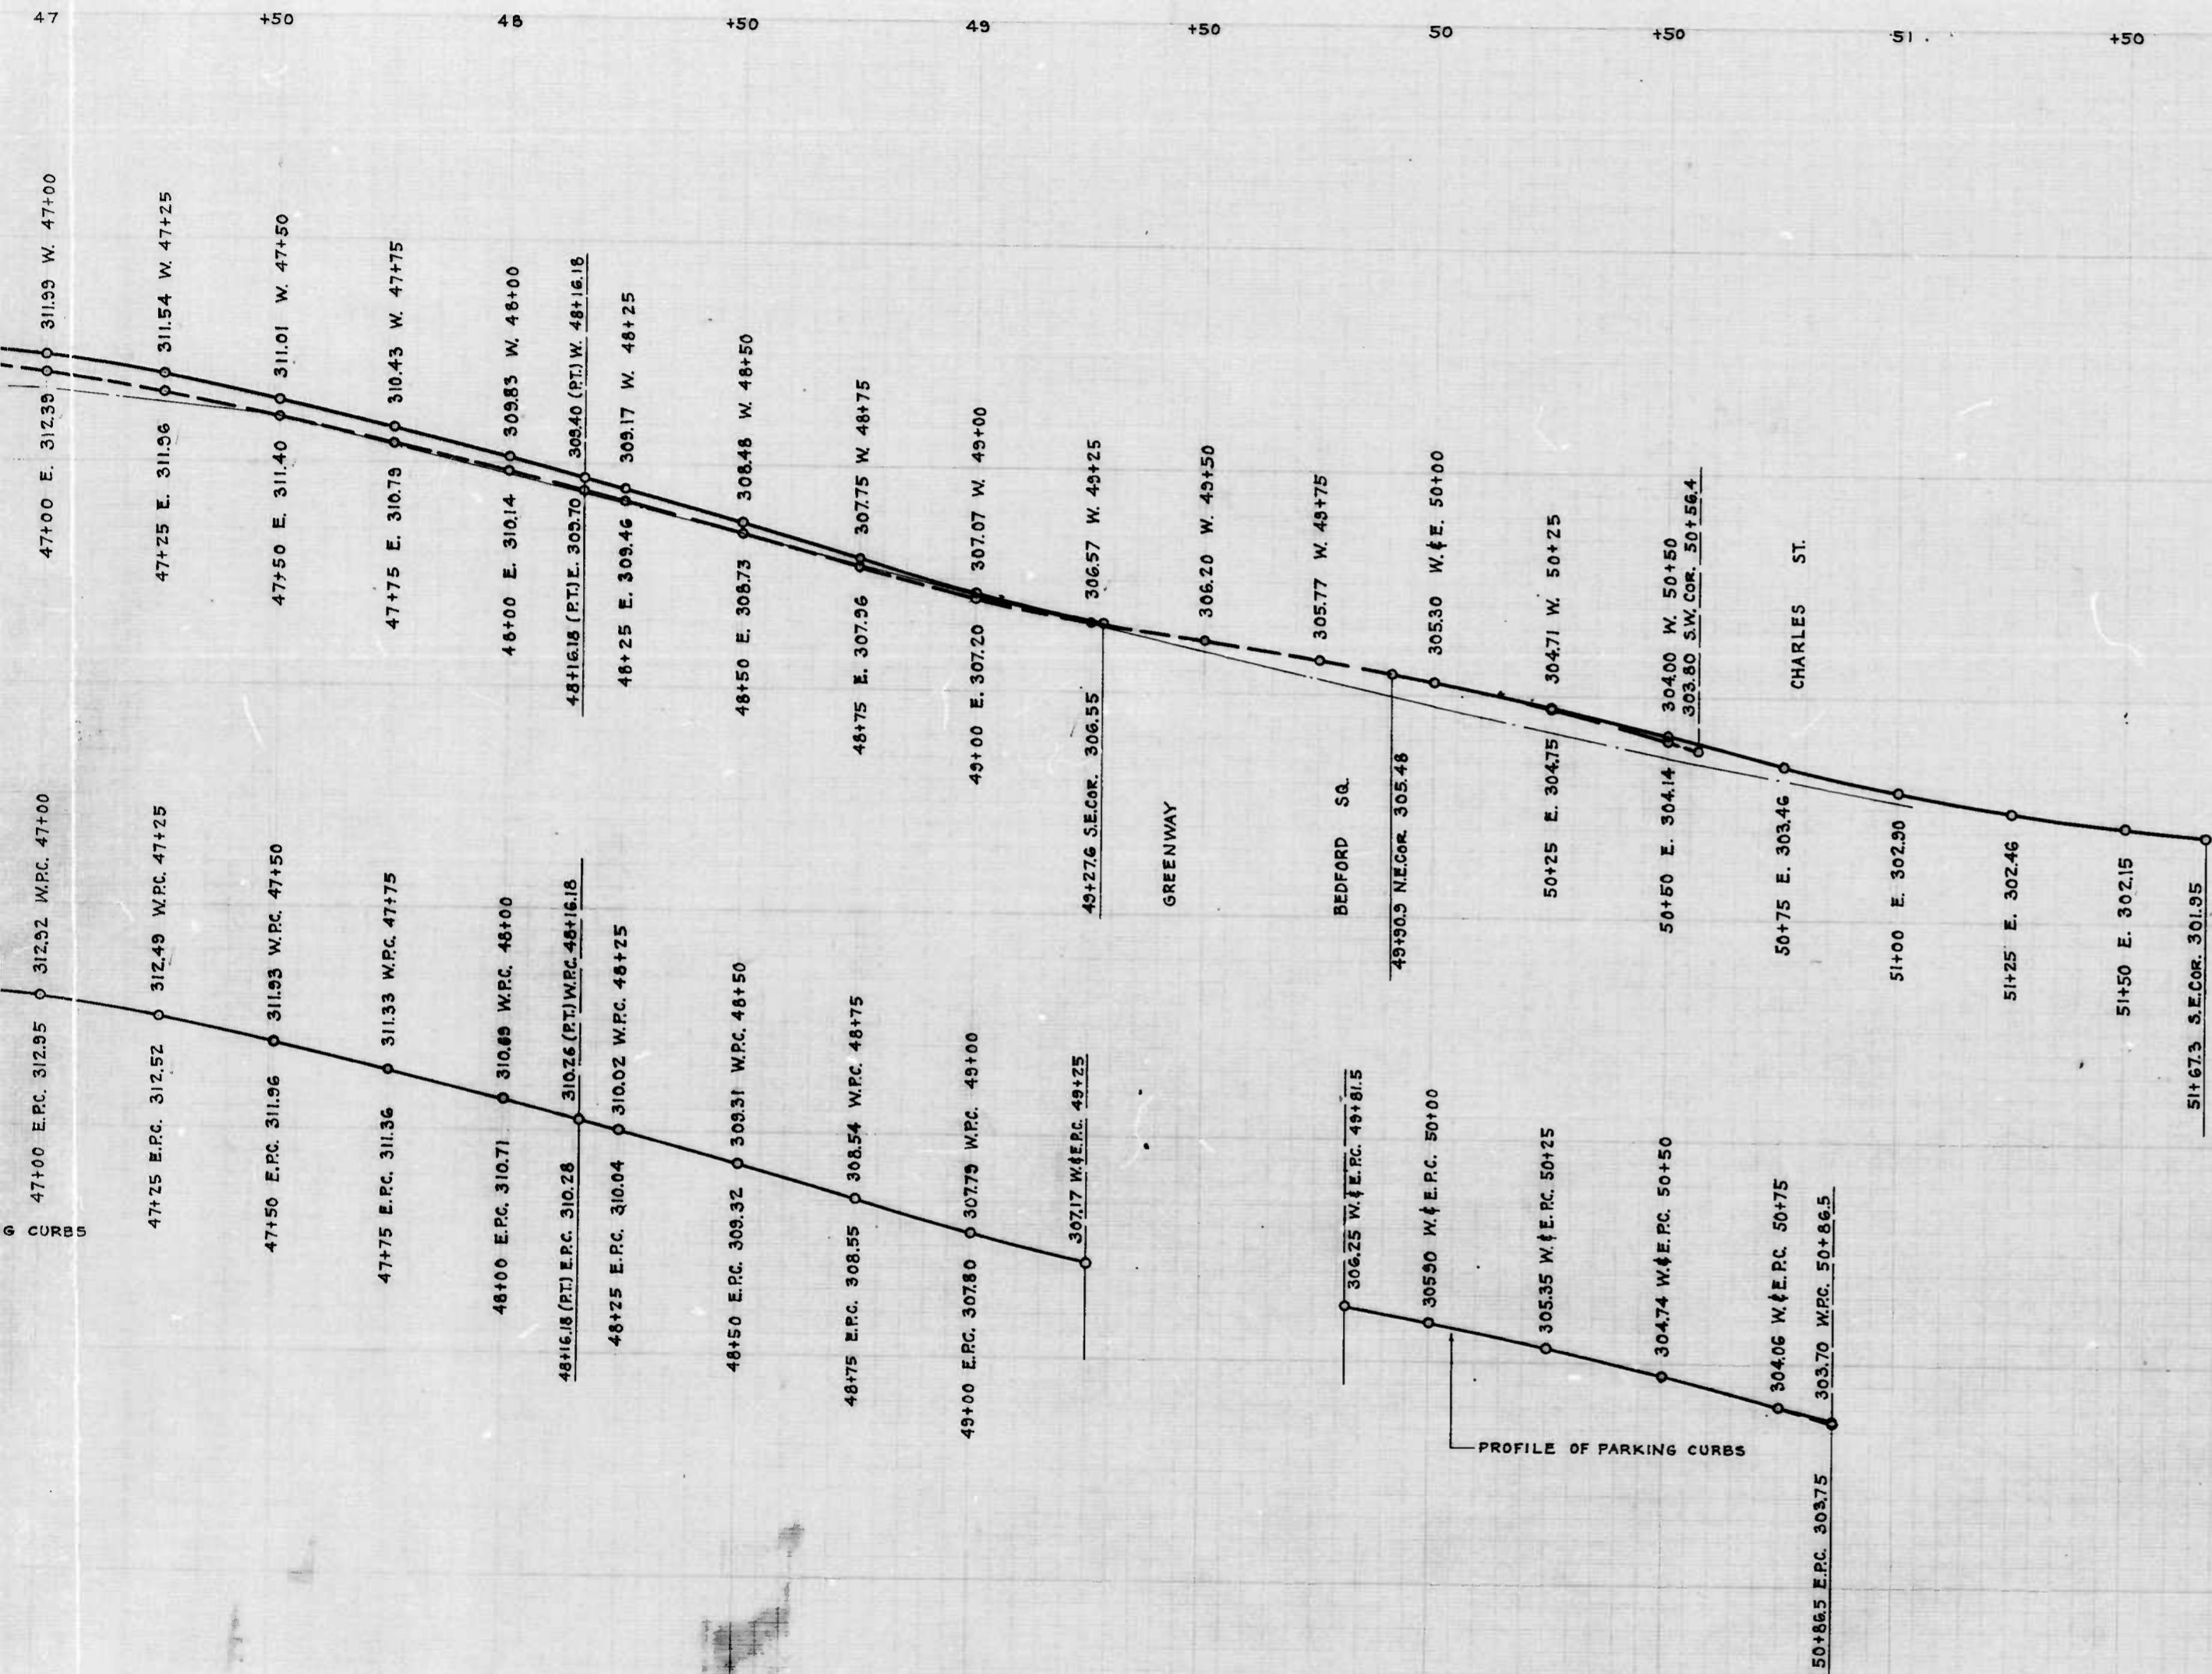 47 +50 48 +50 49 +50 50 +50 51 +50
47+00 E. 312.39
311.99 W. 47+00
47+25 E. 311.96
311.54 W. 47+25
47+50 E. 311.40
311.01 W. 47+50
47+75 E. 310.79
310.43 W. 47+75
48+00 E. 310.14
309.83 W. 48+00
48+16.18 (P.T.) E. 309.70
309.40 (P.T.) W. 48+16.18
48+25 E. 309.46
309.17 W. 48+25
48+50 E. 308.73
308.48 W. 48+50
48+75 E. 307.96
307.75 W. 48+75
49+00 E. 307.20
307.07 W. 49+00
49+27.6 S.E.COR. 306.55
306.57 W. 49+25
GREENWAY
306.20 W. 49+50
305.77 W. 49+75
BEDFORD SQ.
49+90.9 N.E.COR. 305.48
305.30 W. & E. 50+00
50+25 E. 304.75
304.71 W. 50+25
50+50 E. 304.14
304.00 W. 50+50
303.80 S.W. COR. 50+56.4
CHARLES ST.
50+75 E. 303.46
51+00 E. 302.90
51+25 E. 302.46
51+50 E. 302.15
51+67.3 S.E.COR. 301.95
47+00 E.P.C. 312.95
312.92 W.P.C. 47+00
47+25 E.P.C. 312.52
312.49 W.P.C. 47+25
47+50 E.P.C. 311.96
311.93 W.P.C. 47+50
47+75 E.P.C. 311.36
311.33 W.P.C. 47+75
48+00 E.P.C. 310.71
310.69 W.P.C. 48+00
48+16.18 (P.T.) E.P.C. 310.28
310.26 (P.T.) W.P.C. 48+16.18
48+25 E.P.C. 310.04
310.02 W.P.C. 48+25
48+50 E.P.C. 309.32
309.31 W.P.C. 48+50
48+75 E.P.C. 308.55
308.54 W.P.C. 48+75
49+00 E.P.C. 307.80
307.79 W.P.C. 49+00
307.17 W. & E.P.C. 49+25
306.25 W. & E.P.C. 49+81.5
305.90 W. & E.P.C. 50+00
305.35 W. & E.P.C. 50+25
304.74 W. & E.P.C. 50+50
304.06 W. & E.P.C. 50+75
303.70 W.P.C. 50+86.5
50+86.5 E.P.C. 303.75
G CURBS
PROFILE OF PARKING CURBS